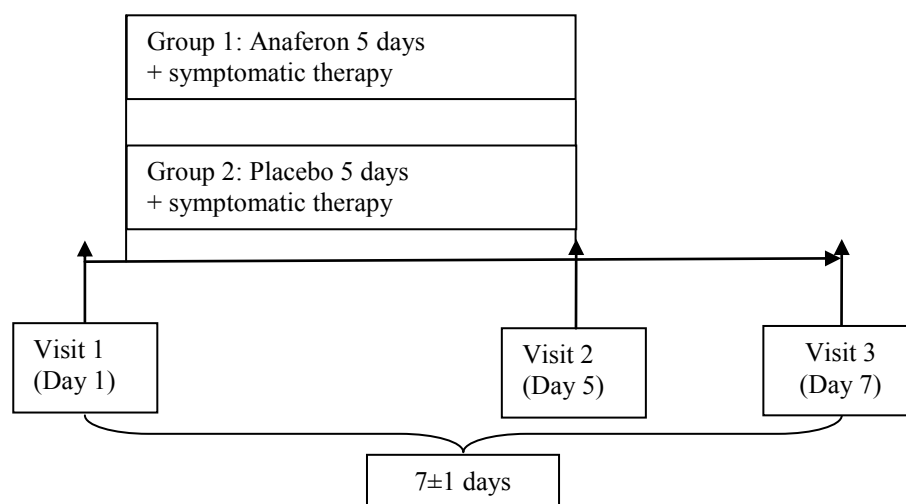 Group 1: Anaferon 5 days
+ symptomatic therapy
Group 2: Placebo 5 days
+ symptomatic therapy
Visit 1
(Day 1)
Visit 2
(Day 5)
Visit 3
(Day 7)
7±1 days